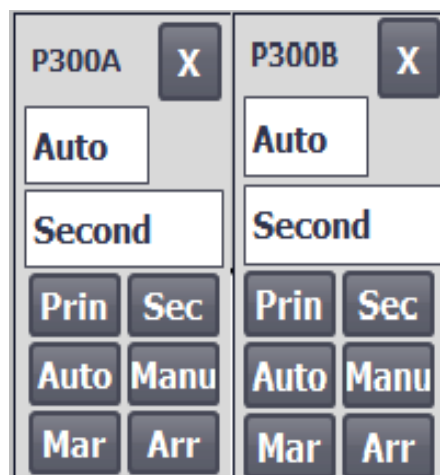 P300A X
Auto
Second
Prin Sec
Auto Manu
Mar Arr
P300B X
Auto
Second
Prin Sec
Auto Manu
Mar Arr